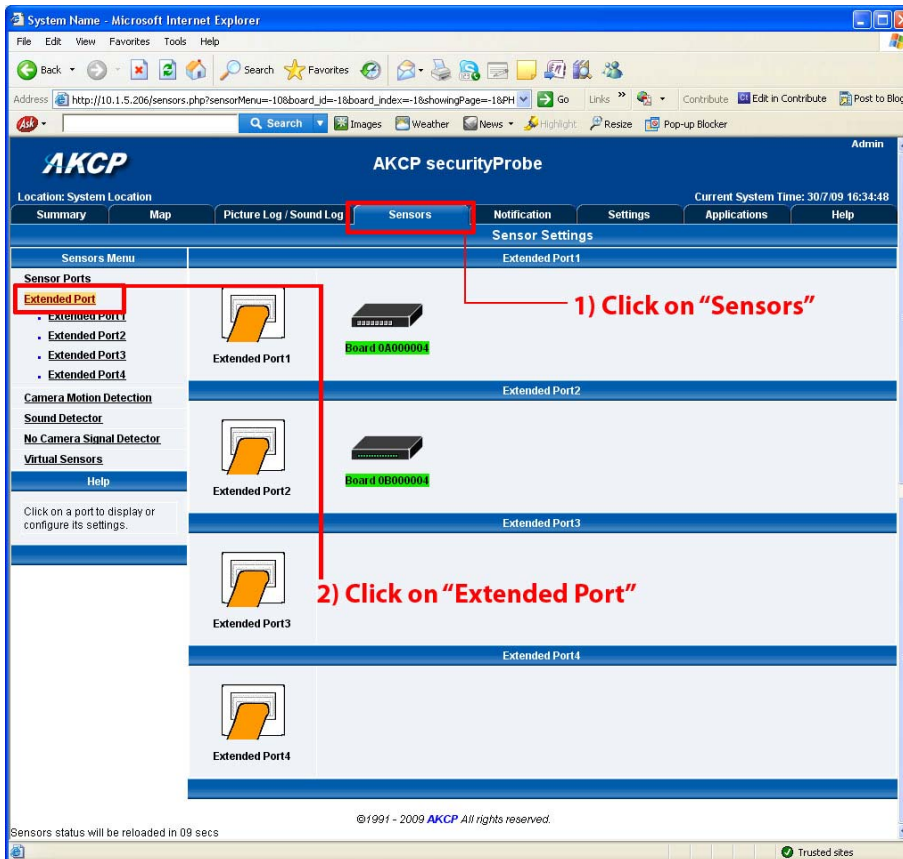 System Name - Microsoft Internet Explorer
File Edit View Favorites Tools Help
Back Search Favorites
Address http://10.1.5.206/sensors.php?sensorMenu=-10&board_id=-1&board_index=-1&showingPage=-1&PH Go Links » Contribute Edit in Contribute Post to Blog
Ask Search Images Weather News Highlight Resize Pop-up Blocker
Admin
AKCP
AKCP securityProbe
Location: System Location
Current System Time: 30/7/09 16:34:48
Summary Map Picture Log / Sound Log Sensors Notification Settings Applications Help
Sensor Settings
Sensors Menu
Extended Port1
Sensor Ports
Extended Port
Extended Port1
Extended Port2
Extended Port3
Extended Port4
Camera Motion Detection
Sound Detector
No Camera Signal Detector
Virtual Sensors
Help
Click on a port to display or
configure its settings.
1) Click on "Sensors"
Extended Port1
Board 0A000004
Extended Port2
Extended Port2
Board 0B000004
Extended Port3
2) Click on "Extended Port"
Extended Port3
Extended Port4
Extended Port4
©1991 - 2009 AKCP All rights reserved.
Sensors status will be reloaded in 09 secs
Trusted sites